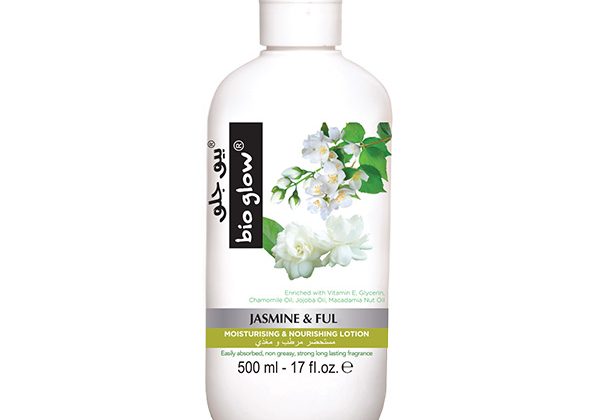 بيو جلو®
bio glow®
Enriched with Vitamin E, Glycerin,
Chamomile Oil, Jojoba Oil, Macadamia Nut Oil
JASMINE & FUL
MOISTURISING & NOURISHING LOTION
مستحضر مرطب و مغذي
Easily absorbed, non greasy, strong long lasting fragrance
500 ml - 17 fl.oz. ℮